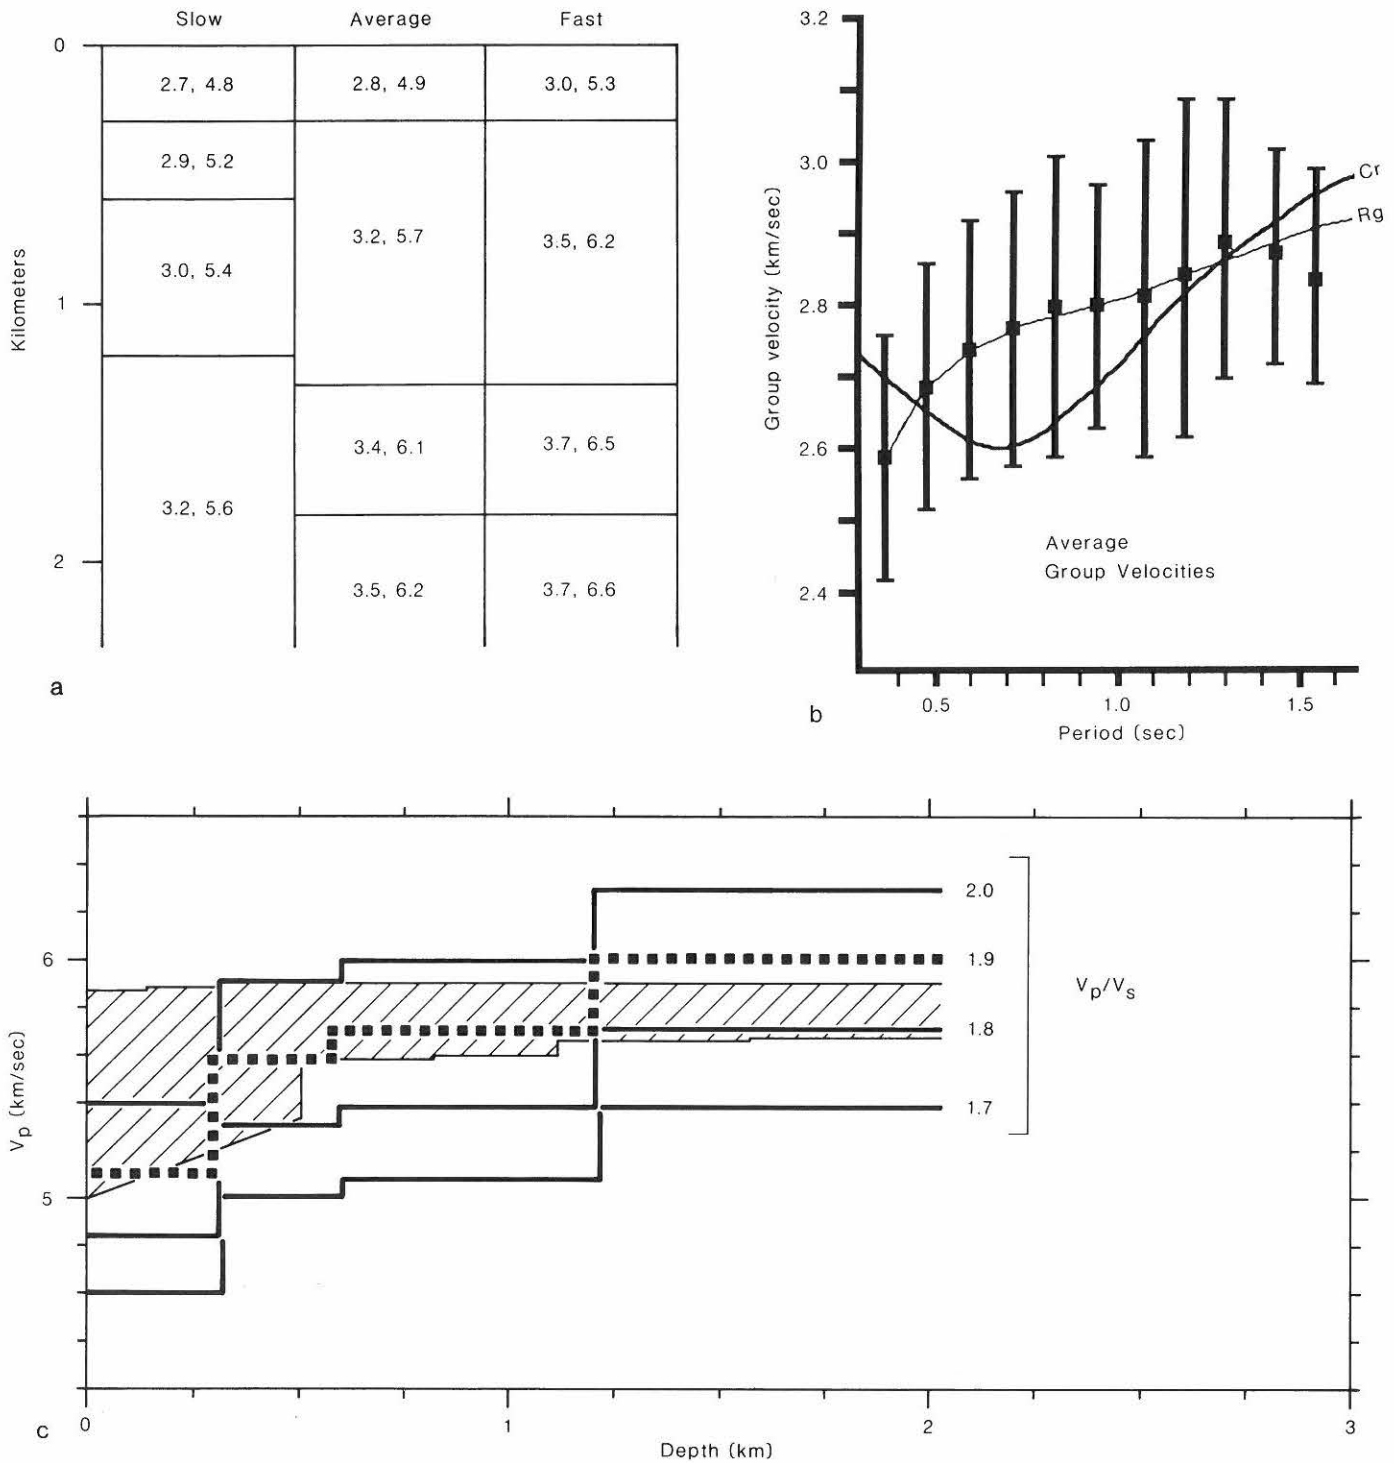 Slow Average Fast
0
2.7, 4.8 2.8, 4.9 3.0, 5.3
2.9, 5.2
3.2, 5.7 3.5, 6.2
3.0, 5.4
1
3.4, 6.1 3.7, 6.5
3.2, 5.6
2
3.5, 6.2 3.7, 6.6
Kilometers
a
3.2
3.0
2.8
2.6
2.4
Group velocity (km/sec)
Cr
Rg
Average
Group Velocities
0.5 1.0 1.5
Period (sec)
b
2.0
1.9
1.8
1.7
Vp/Vs
6
5
Vp (km/sec)
0 1 2 3
Depth (km)
c